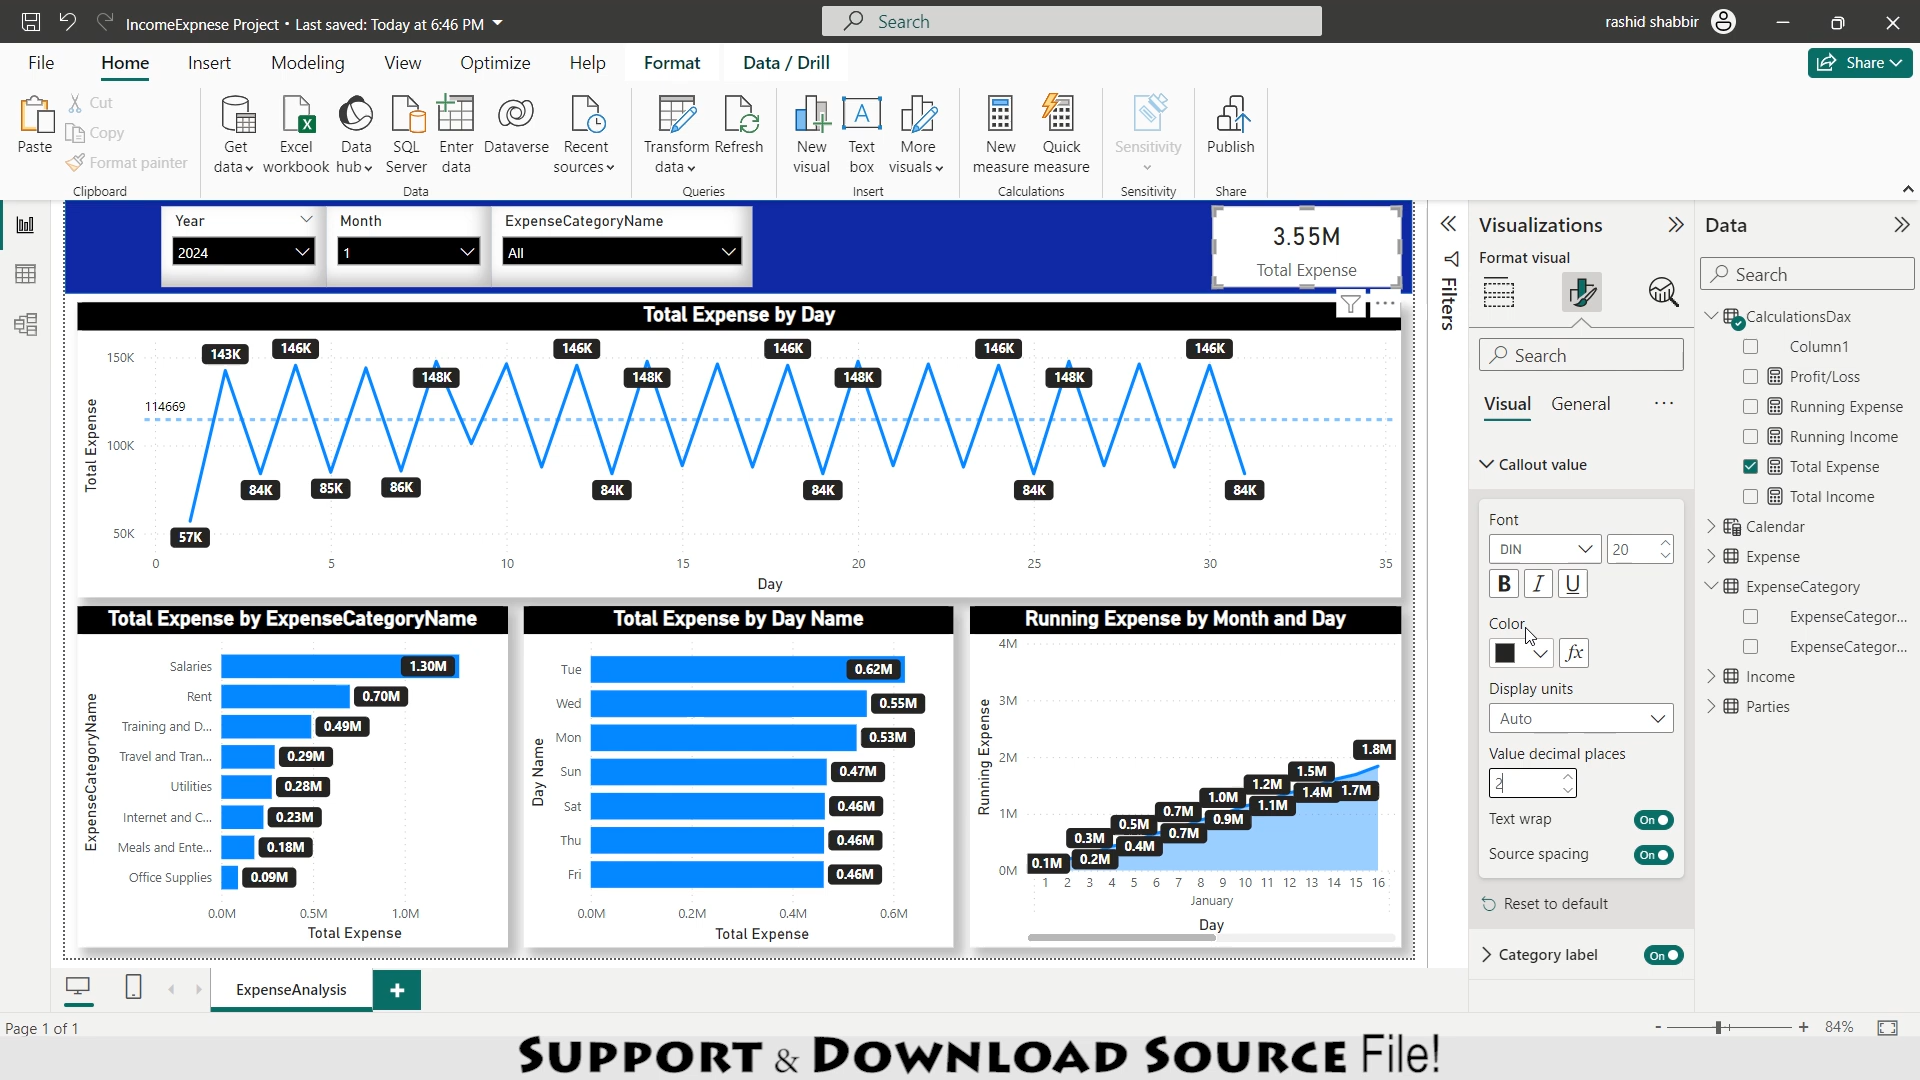 IncomeExpnese Project • Last saved: Today at 6:46 PM
Search
rashid shabbir
File
Home
Insert
Modeling
View
Optimize
Help
Format
Data / Drill
Share
Paste
Cut
Copy
Format painter
Clipboard
Get data
Excel workbook
Data hub
SQL Server
Enter data
Dataverse
Recent sources
Data
Transform data
Refresh
Queries
New visual
Text box
More visuals
Insert
New measure
Quick measure
Calculations
Sensitivity
Sensitivity
Publish
Share
Year
2024
Month
1
ExpenseCategoryName
All
3.55M
Total Expense
Total Expense by Day
Total Expense
150K
100K
50K
114669
143K
146K
146K
146K
146K
146K
148K
148K
148K
148K
84K
85K
86K
84K
84K
84K
84K
57K
0
5
10
15
20
25
30
35
Day
Total Expense by ExpenseCategoryName
ExpenseCategoryName
Salaries
1.30M
Rent
0.70M
Training and D...
0.49M
Travel and Tran...
0.29M
Utilities
0.28M
Internet and C...
0.23M
Meals and Ente...
0.18M
Office Supplies
0.09M
0.0M
0.5M
1.0M
Total Expense
Total Expense by Day Name
Day Name
Tue
0.62M
Wed
0.55M
Mon
0.53M
Sun
0.47M
Sat
0.46M
Thu
0.46M
Fri
0.46M
0.0M
0.2M
0.4M
0.6M
Total Expense
Running Expense by Month and Day
Running Expense
4M
3M
2M
1M
0M
0.1M
0.3M
0.2M
0.5M
0.4M
0.7M
0.7M
1.0M
0.9M
1.2M
1.1M
1.5M
1.4M
1.7M
1.8M
1 2 3 4 5 6 7 8 9 10 11 12 13 14 15 16
January
Day
Filters
Visualizations
Format visual
Search
Visual
General
Callout value
Font
DIN
20
B
I
U
Color
fx
Display units
Auto
Value decimal places
2
Text wrap
On
Source spacing
On
Reset to default
Category label
On
Data
Search
CalculationsDax
Column1
Profit/Loss
Running Expense
Running Income
Total Expense
Total Income
Calendar
Expense
ExpenseCategory
ExpenseCategor...
ExpenseCategor...
Income
Parties
ExpenseAnalysis
+
Page 1 of 1
- + 84%
SUPPORT & DOWNLOAD SOURCE File!